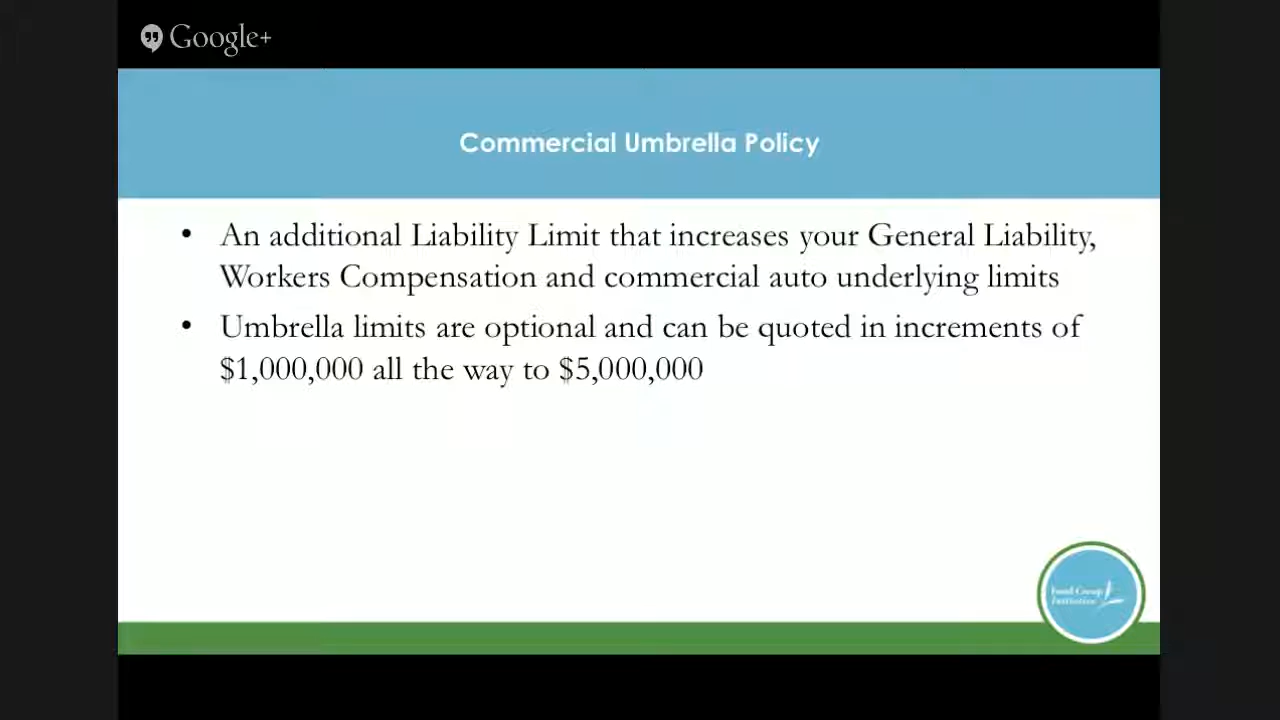 Google+
Commercial Umbrella Policy
• An additional Liability Limit that increases your General Liability,
Workers Compensation and commercial auto underlying limits
• Umbrella limits are optional and can be quoted in increments of
$1,000,000 all the way to $5,000,000
Initiative